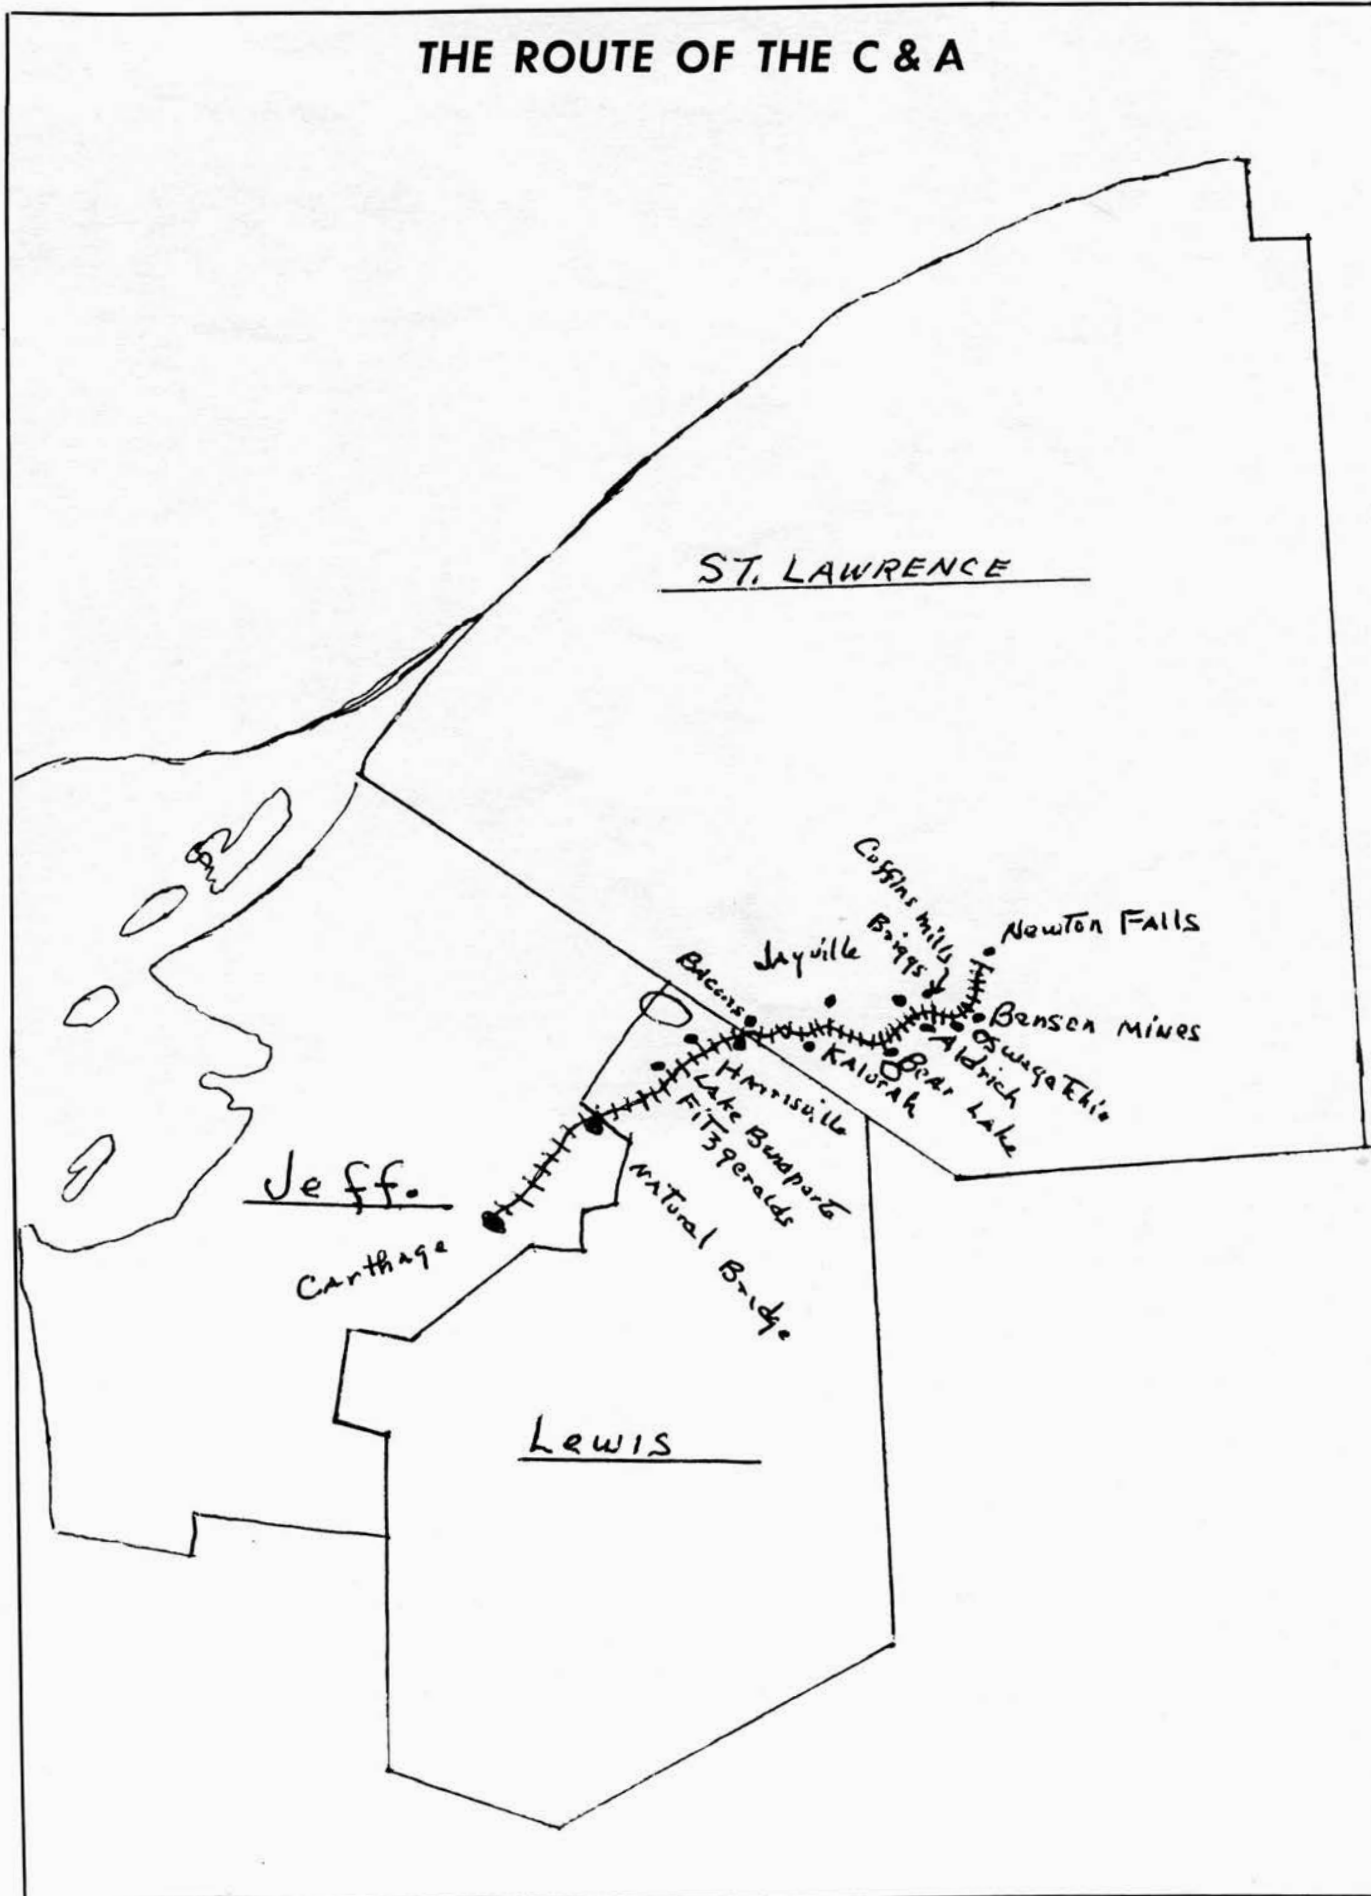 THE ROUTE OF THE C & A
ST. LAWRENCE
Coffins mills
Briggs
Newton FAlls
Jayville
Bacons
Benson MINES
Oswegatchie
Aldrich
Bear LAKe
KAlurah
HArrisville
LAke Bonaparte
FiTzgeralds
NATural Bridge
Jeff.
CArthage
Lewis